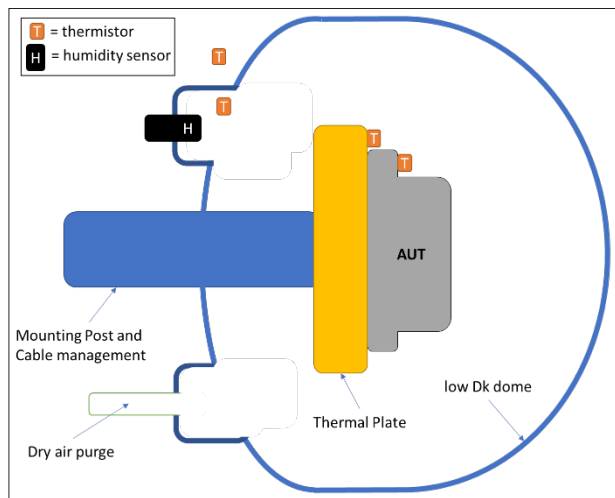 T = thermistor
H = humidity sensor
T
T
H
T
T
AUT
Mounting Post and
Cable management
Thermal Plate
low Dk dome
Dry air purge